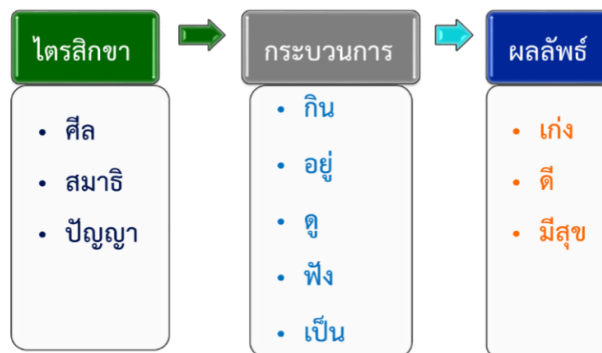 ไตรสิกขา
• ศีล
• สมาธิ
• ปัญญา
กระบวนการ
• กิน
• อยู่
• ดู
• ฟัง
• เป็น
ผลลัพธ์
• เก่ง
• ดี
• มีสุข